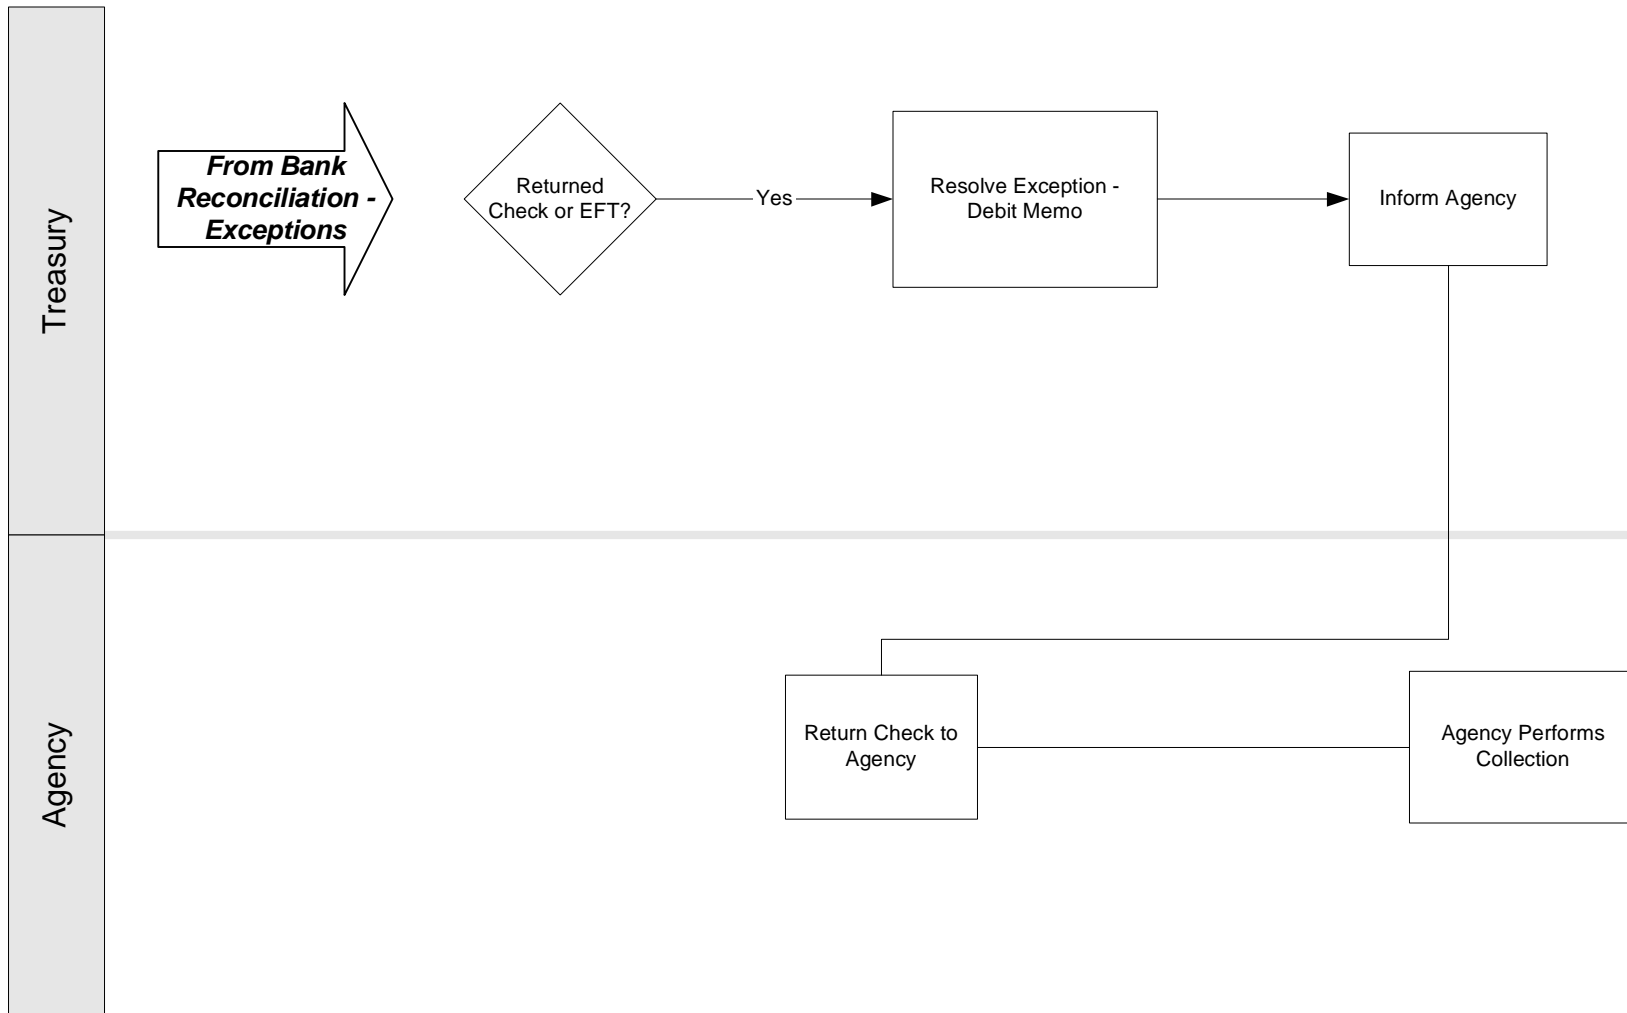 Treasury
From Bank
Reconciliation -
Exceptions
Returned
Check or EFT?
Yes
Resolve Exception -
Debit Memo
Inform Agency
Agency
Return Check to
Agency
Agency Performs
Collection